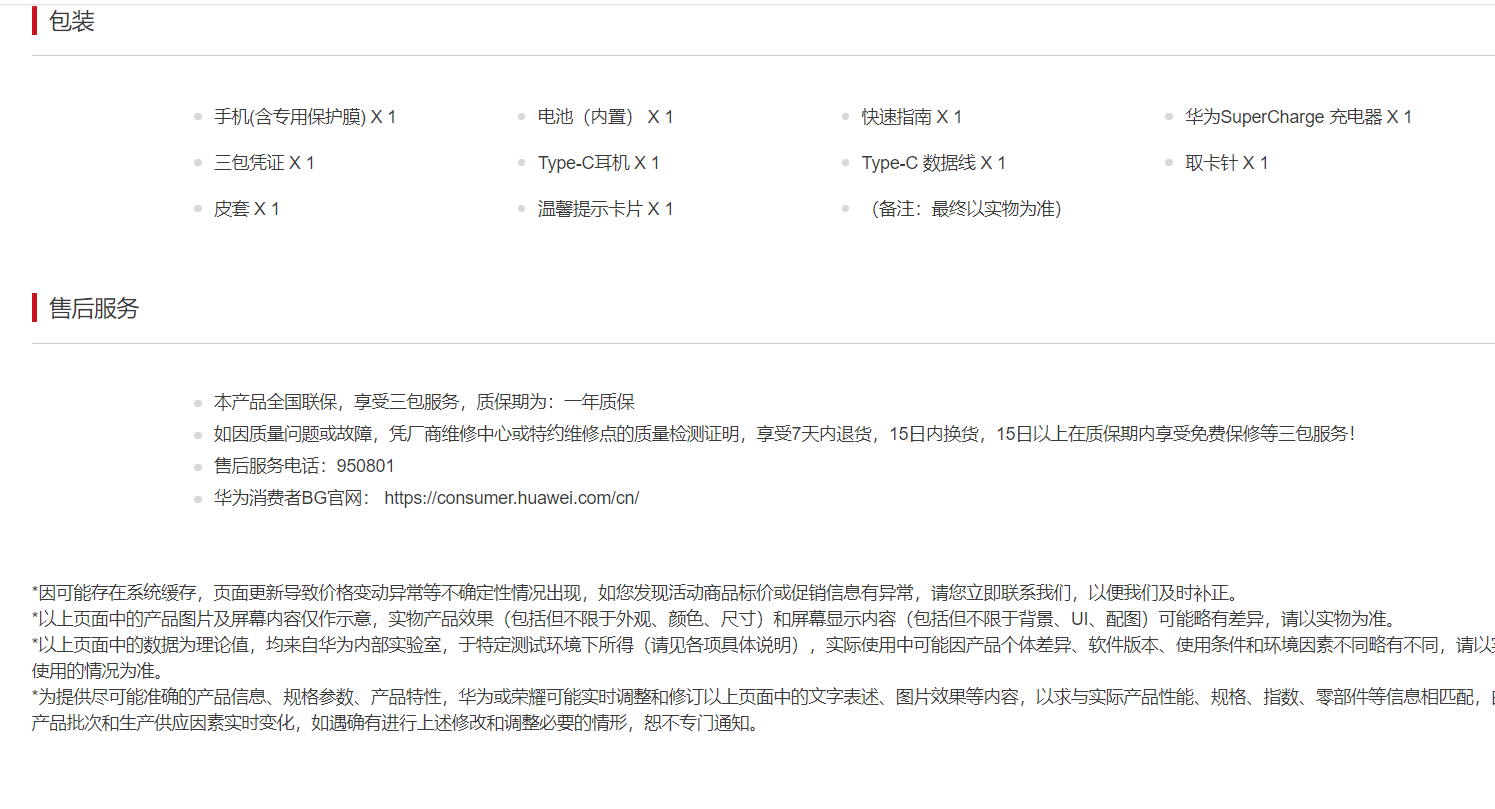 包装
手机(含专用保护膜) X 1
电池（内置） X 1
快速指南 X 1
华为SuperCharge 充电器 X 1
三包凭证 X 1
Type-C耳机 X 1
Type-C 数据线 X 1
取卡针 X 1
皮套 X 1
温馨提示卡片 X 1
（备注：最终以实物为准）
售后服务
本产品全国联保，享受三包服务，质保期为：一年质保
如因质量问题或故障，凭厂商维修中心或特约维修点的质量检测证明，享受7天内退货，15日内换货，15日以上在质保期内享受免费保修等三包服务！
售后服务电话：950801
华为消费者BG官网： https://consumer.huawei.com/cn/
*因可能存在系统缓存，页面更新导致价格变动异常等不确定性情况出现，如您发现活动商品标价或促销信息有异常，请您立即联系我们，以便我们及时补正。
*以上页面中的产品图片及屏幕内容仅作示意，实物产品效果（包括但不限于外观、颜色、尺寸）和屏幕显示内容（包括但不限于背景、UI、配图）可能略有差异，请以实物为准。
*以上页面中的数据为理论值，均来自华为内部实验室，于特定测试环境下所得（请见各项具体说明），实际使用中可能因产品个体差异、软件版本、使用条件和环境因素不同略有不同，请以
使用的情况为准。
*为提供尽可能准确的产品信息、规格参数、产品特性，华为或荣耀可能实时调整和修订以上页面中的文字表述、图片效果等内容，以求与实际产品性能、规格、指数、零部件等信息相匹配，
产品批次和生产供应因素实时变化，如遇确有进行上述修改和调整必要的情形，恕不专门通知。